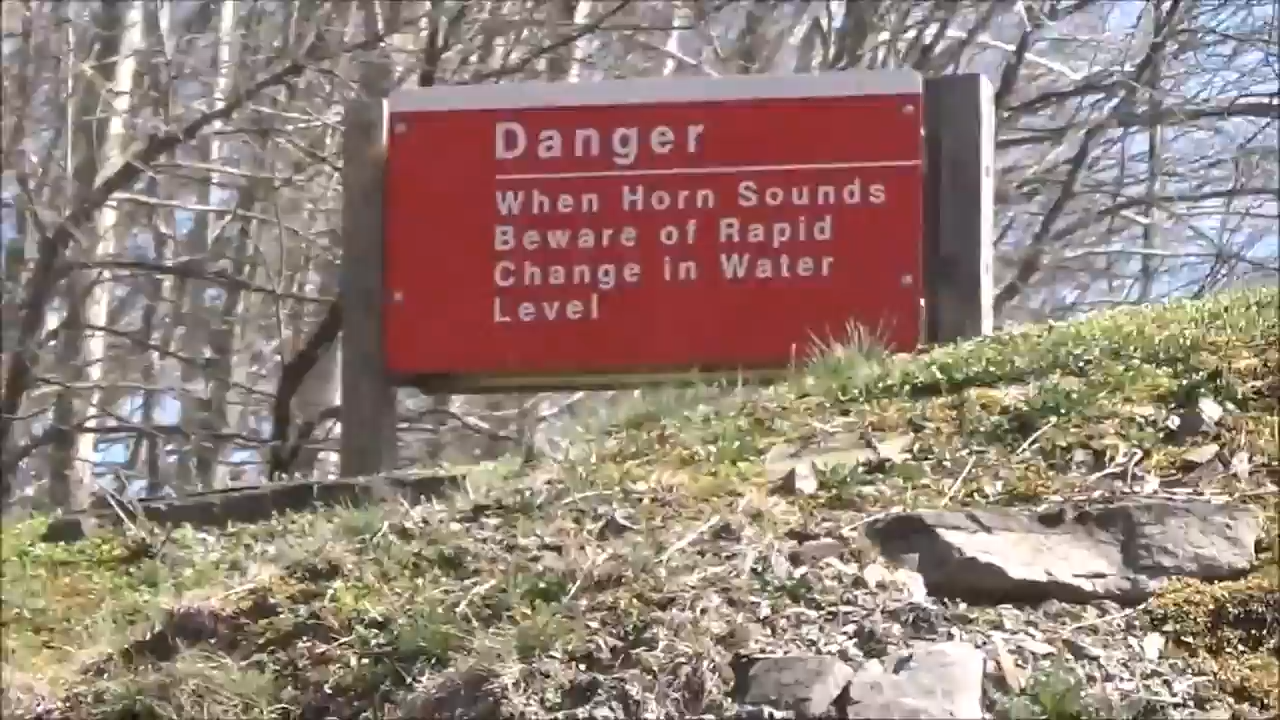 Danger
When Horn Sounds
Beware of Rapid
Change in Water
Level